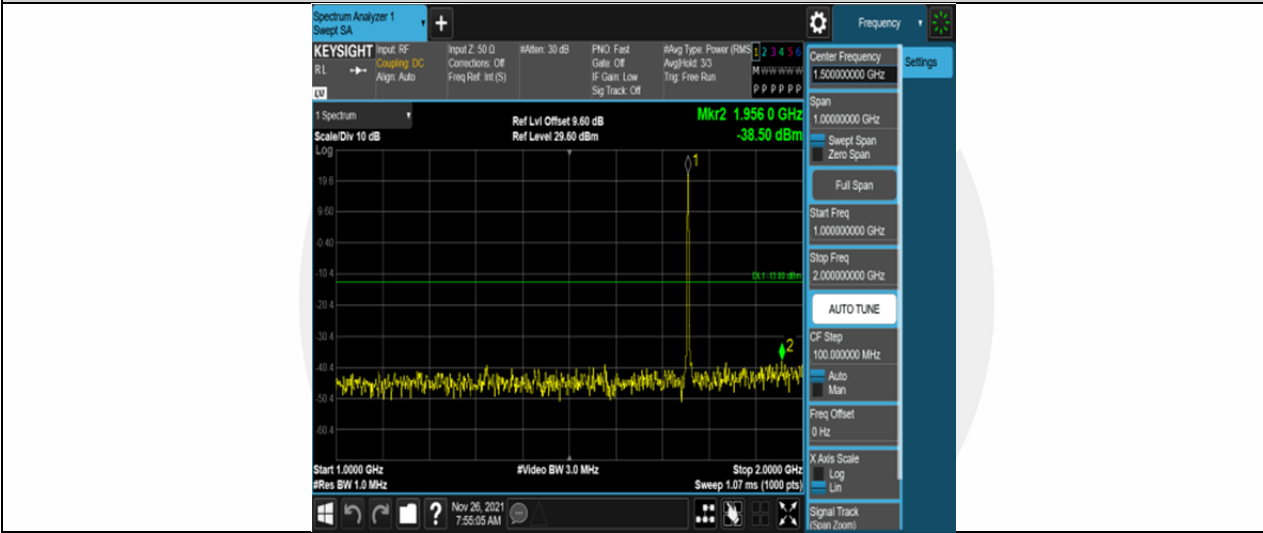 Spectrum Analyzer 1
Swept SA
+
Frequency
KEYSIGHT
RL
LV
Input: RF
Coupling: DC
Align: Auto
Input Z: 50 Ω
Corrections: Off
Freq Ref: Int (S)
#Atten: 30 dB
PNO: Fast
Gate: Off
IF Gain: Low
Sig Track: Off
#Avg Type: Power (RMS
Avg|Hold: 3/3
Trig: Free Run
1 2 3 4 5 6
M W W W W W
P P P P P P
1 Spectrum
Scale/Div 10 dB
Log
Ref Lvl Offset 9.60 dB
Ref Level 29.60 dBm
Mkr2 1.956 0 GHz
-38.50 dBm
1
19.6
9.60
-0.40
-10.4
DL1 -13.00 dBm
-20.4
-30.4
2
-40.4
-50.4
-60.4
Start 1.0000 GHz
#Video BW 3.0 MHz
Stop 2.0000 GHz
#Res BW 1.0 MHz
Sweep 1.07 ms (1000 pts)
?
Nov 26, 2021
7:55:05 AM
Center Frequency
1.500000000 GHz
Settings
Span
1.00000000 GHz
Swept Span
Zero Span
Full Span
Start Freq
1.000000000 GHz
Stop Freq
2.000000000 GHz
AUTO TUNE
CF Step
100.000000 MHz
Auto
Man
Freq Offset
0 Hz
X Axis Scale
Log
Lin
Signal Track
(Span Zoom)